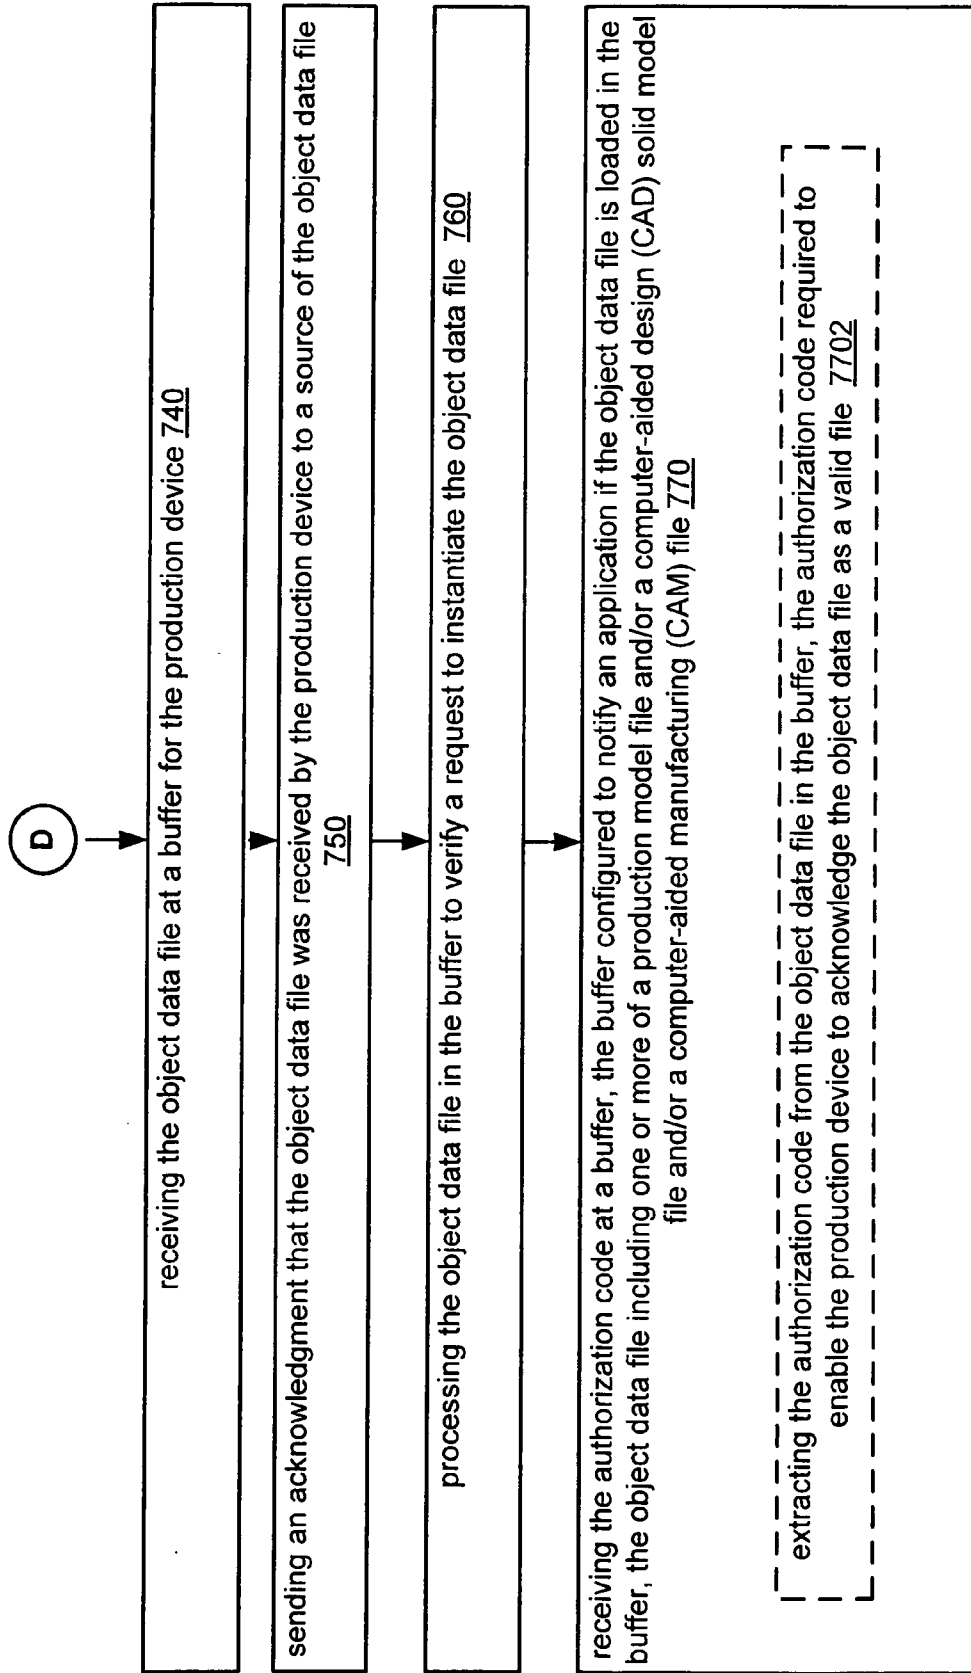 D
receiving the object data file at a buffer for the production device 740
sending an acknowledgment that the object data file was received by the production device to a source of the object data file
750
processing the object data file in the buffer to verify a request to instantiate the object data file 760
receiving the authorization code at a buffer, the buffer configured to notify an application if the object data file is loaded in the
buffer, the object data file including one or more of a production model file and/or a computer-aided design (CAD) solid model
file and/or a computer-aided manufacturing (CAM) file 770
extracting the authorization code from the object data file in the buffer, the authorization code required to
enable the production device to acknowledge the object data file as a valid file 7702